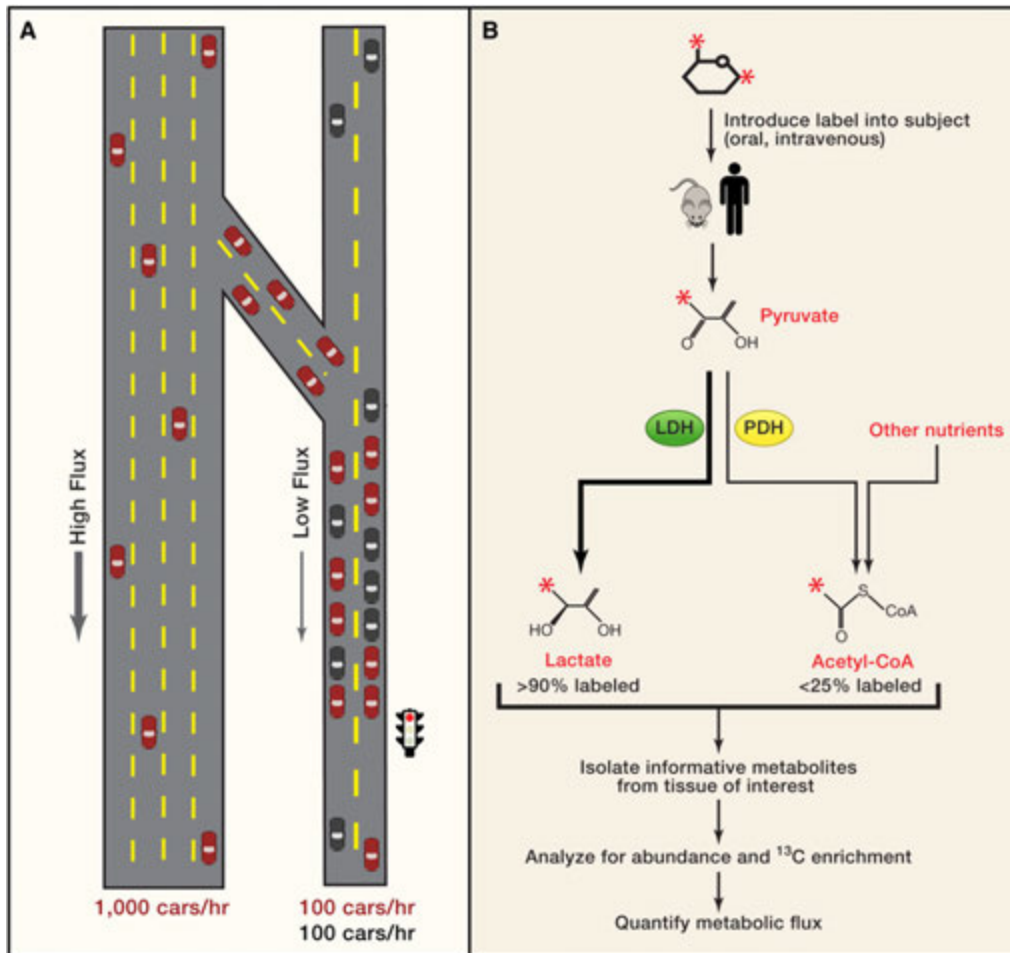 A
High Flux
Low Flux
1,000 cars/hr
100 cars/hr
100 cars/hr
B
Introduce label into subject
(oral, intravenous)
* Pyruvate
O
OH
LDH
PDH
Other nutrients
*
HO
OH
Lactate
>90% labeled
*
S
CoA
O
Acetyl-CoA
<25% labeled
Isolate informative metabolites
from tissue of interest
Analyze for abundance and ¹³C enrichment
Quantify metabolic flux